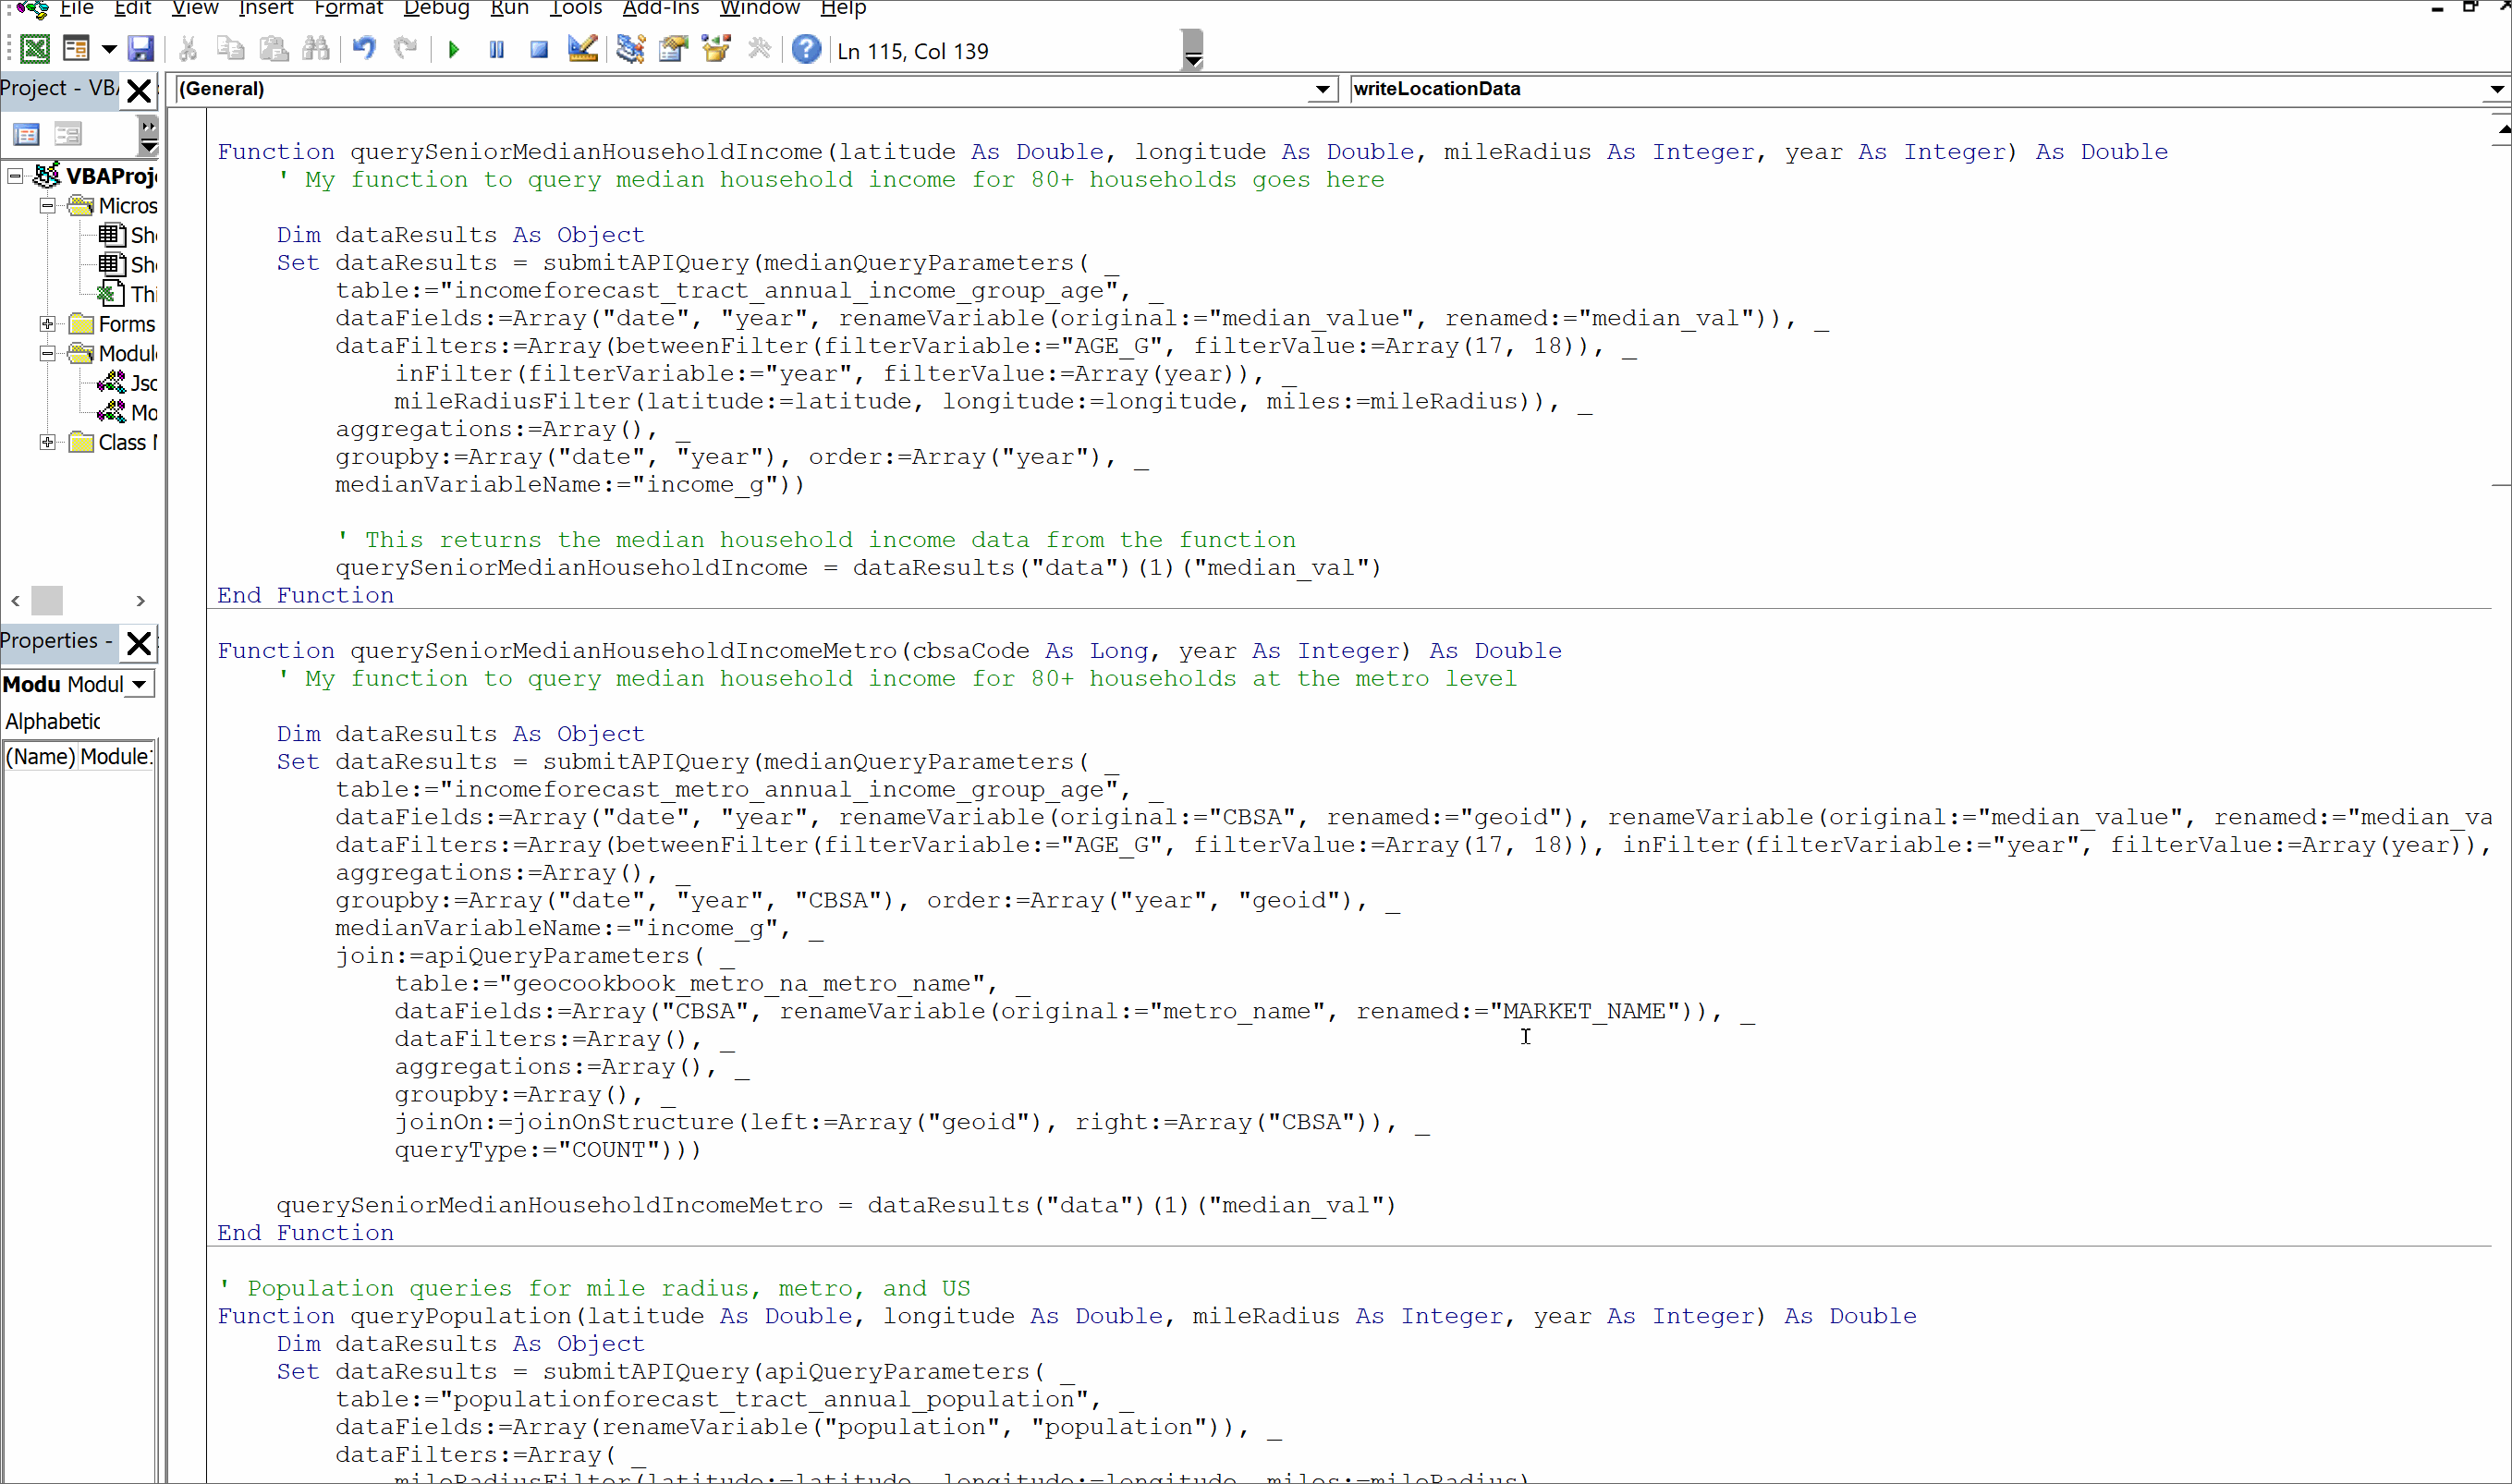 File Edit View Insert Format Debug Run Tools Add-Ins Window Help
Ln 115, Col 139
Project - VBA
(General)
writeLocationData
VBAProj
Micros
She
She
Thi
Forms
Modul
Jsc
Mo
Class M
Properties -
Modu Modul
Alphabetic
(Name) Module1
Function querySeniorMedianHouseholdIncome(latitude As Double, longitude As Double, mileRadius As Integer, year As Integer) As Double
' My function to query median household income for 80+ households goes here
Dim dataResults As Object
Set dataResults = submitAPIQuery(medianQueryParameters( _
table:="incomeforecast_tract_annual_income_group_age", _
dataFields:=Array("date", "year", renameVariable(original:="median_value", renamed:="median_val")), _
dataFilters:=Array(betweenFilter(filterVariable:="AGE_G", filterValue:=Array(17, 18)), _
inFilter(filterVariable:="year", filterValue:=Array(year)), _
mileRadiusFilter(latitude:=latitude, longitude:=longitude, miles:=mileRadius)), _
aggregations:=Array(), _
groupby:=Array("date", "year"), order:=Array("year"), _
medianVariableName:="income_g"))
' This returns the median household income data from the function
querySeniorMedianHouseholdIncome = dataResults("data")(1)("median_val")
End Function
Function querySeniorMedianHouseholdIncomeMetro(cbsaCode As Long, year As Integer) As Double
' My function to query median household income for 80+ households at the metro level
Dim dataResults As Object
Set dataResults = submitAPIQuery(medianQueryParameters( _
table:="incomeforecast_metro_annual_income_group_age", _
dataFields:=Array("date", "year", renameVariable(original:="CBSA", renamed:="geoid"), renameVariable(original:="median_value", renamed:="median_va
dataFilters:=Array(betweenFilter(filterVariable:="AGE_G", filterValue:=Array(17, 18)), inFilter(filterVariable:="year", filterValue:=Array(year)),
aggregations:=Array(), _
groupby:=Array("date", "year", "CBSA"), order:=Array("year", "geoid"), _
medianVariableName:="income_g", _
join:=apiQueryParameters( _
table:="geocookbook_metro_na_metro_name", _
dataFields:=Array("CBSA", renameVariable(original:="metro_name", renamed:="MARKET_NAME")), _
dataFilters:=Array(), _
aggregations:=Array(), _
groupby:=Array(), _
joinOn:=joinOnStructure(left:=Array("geoid"), right:=Array("CBSA")), _
queryType:="COUNT")))
querySeniorMedianHouseholdIncomeMetro = dataResults("data")(1)("median_val")
End Function
' Population queries for mile radius, metro, and US
Function queryPopulation(latitude As Double, longitude As Double, mileRadius As Integer, year As Integer) As Double
Dim dataResults As Object
Set dataResults = submitAPIQuery(apiQueryParameters( _
table:="populationforecast_tract_annual_population", _
dataFields:=Array(renameVariable("population", "population")), _
dataFilters:=Array( _
mileRadiusFilter(latitude:=latitude, longitude:=longitude, miles:=mileRadius)